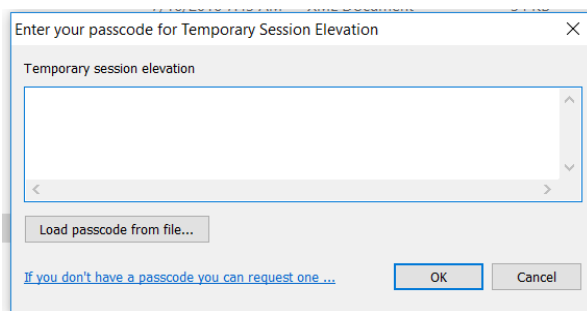 Enter your passcode for Temporary Session Elevation
Temporary session elevation
Load passcode from file...
If you don't have a passcode you can request one ...
OK
Cancel